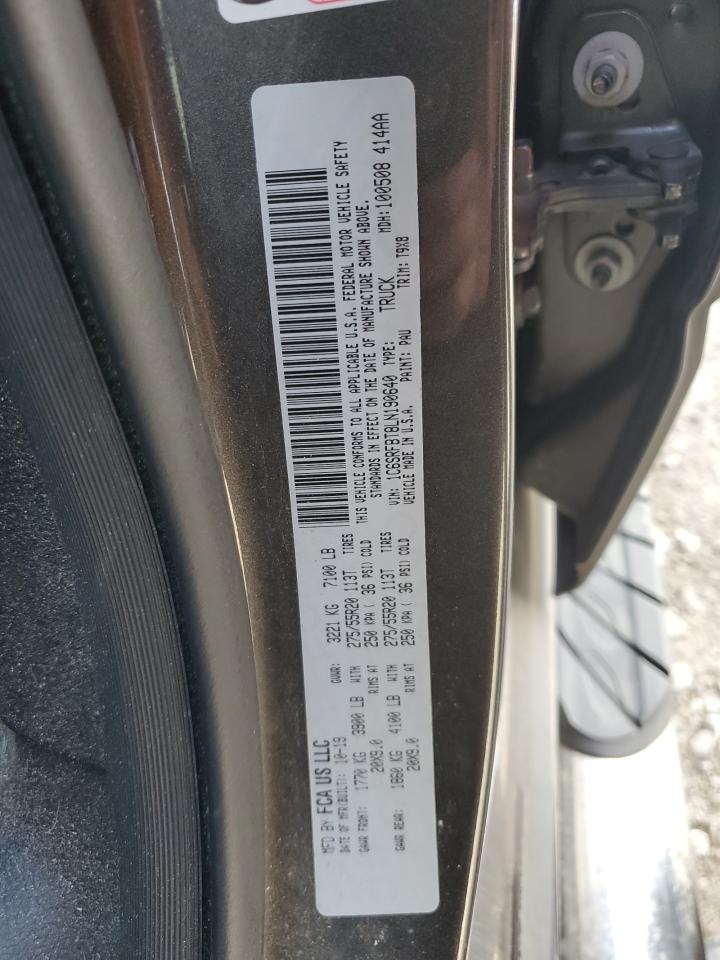 MFD BY FCA US LLC
DATE OF MFR(BUILT): 10-19 GVWR: 3221 KG 7100 LB
GAWR FRONT: 1770 KG 3900 LB WITH 275/55R20 113T TIRES
20X9.0 RIMS AT 250 KPA ( 36 PSI) COLD
GAWR REAR: 1860 KG 4100 LB WITH 275/55R20 113T TIRES
20X9.0 RIMS AT 250 KPA ( 36 PSI) COLD
THIS VEHICLE CONFORMS TO ALL APPLICABLE U.S.A. FEDERAL MOTOR VEHICLE SAFETY
STANDARDS IN EFFECT ON THE DATE OF MANUFACTURE SHOWN ABOVE.
VIN: 1C6SRFBT8LN190640 TYPE: TRUCK MDH:100508 414AA
VEHICLE MADE IN U.S.A. PAINT: PAU TRIM: T9X8